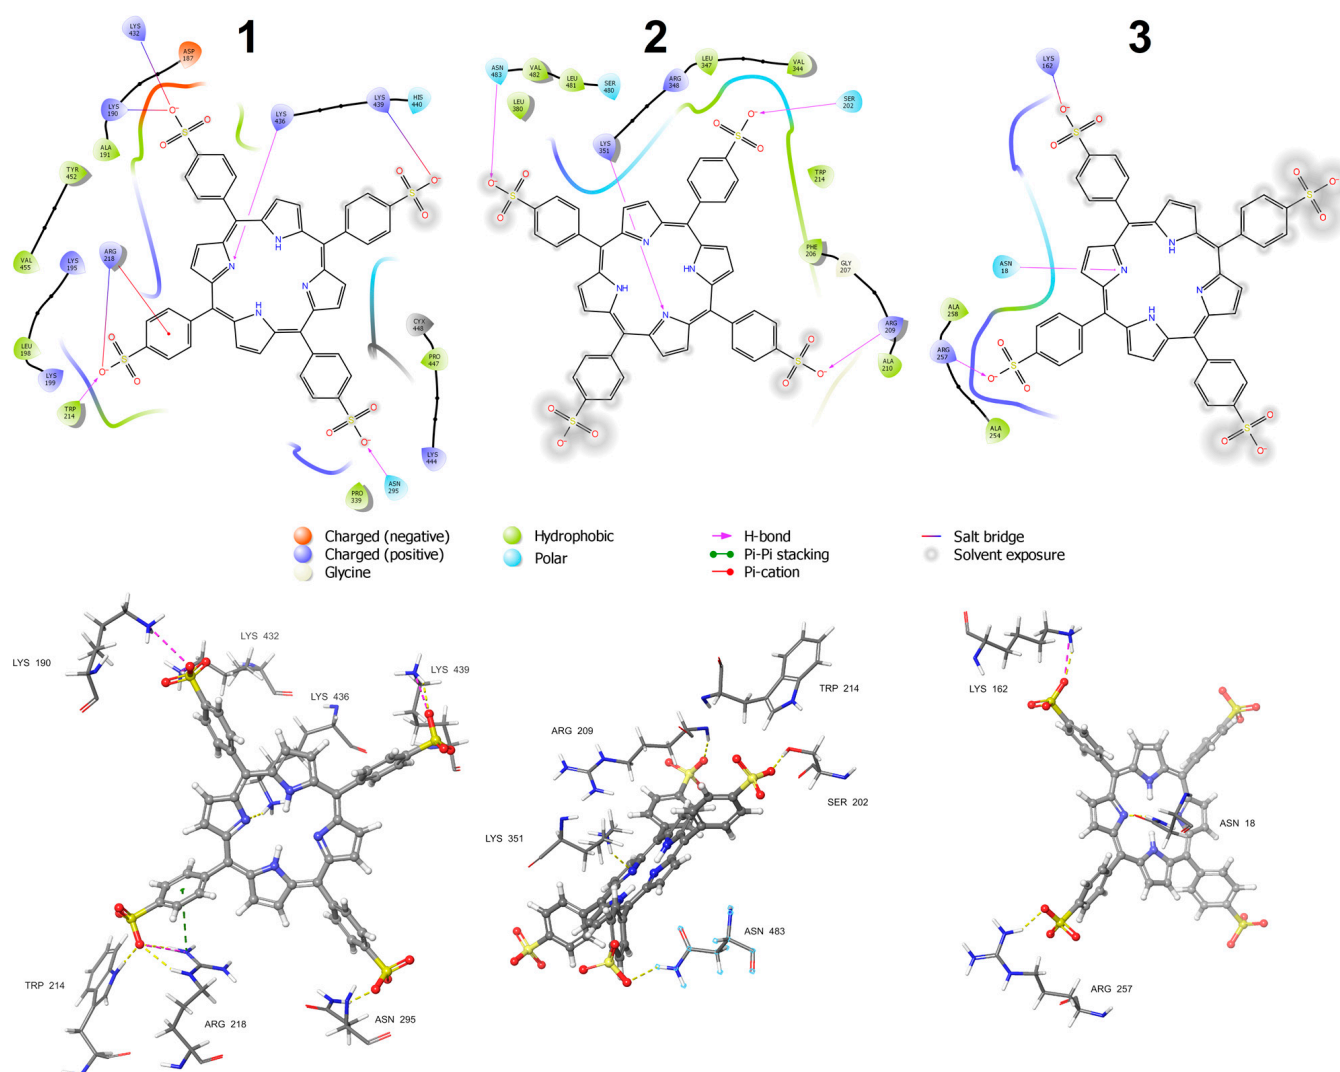 1
2
3
LYS
432
ASP
187
LYS
190
ALA
191
TYR
452
VAL
455
LYS
195
ARG
218
LEU
198
LYS
199
TRP
214
LYS
436
LYS
439
HIS
440
CYX
448
PRO
447
LYS
444
ASN
295
PRO
339
O⁻
S
O
O
O⁻
S
O
O
NH
N
N
HN
O
S
O
O⁻
S
O
O
O⁻
ASN
483
VAL
482
LEU
481
SER
480
LEU
380
LYS
351
ARG
348
LEU
347
VAL
344
SER
202
TRP
214
PHE
206
GLY
207
ARG
209
ALA
210
O
S
O⁻
O
O⁻
S
O
O
N
HN
NH
N
O
S
O
O⁻
O
S
O
O⁻
LYS
162
ASN
18
ALA
258
ARG
257
ALA
254
O⁻
S
O
O
O
S
O⁻
O
NH
N
N
HN
O⁻
S
O
O
O
S
O
O⁻
Charged (negative)
Charged (positive)
Glycine
Hydrophobic
Polar
H-bond
Pi-Pi stacking
Pi-cation
Salt bridge
Solvent exposure
LYS 190
LYS 432
LYS 439
LYS 436
TRP 214
ARG 218
ASN 295
TRP 214
ARG 209
SER 202
LYS 351
ASN 483
LYS 162
ASN 18
ARG 257